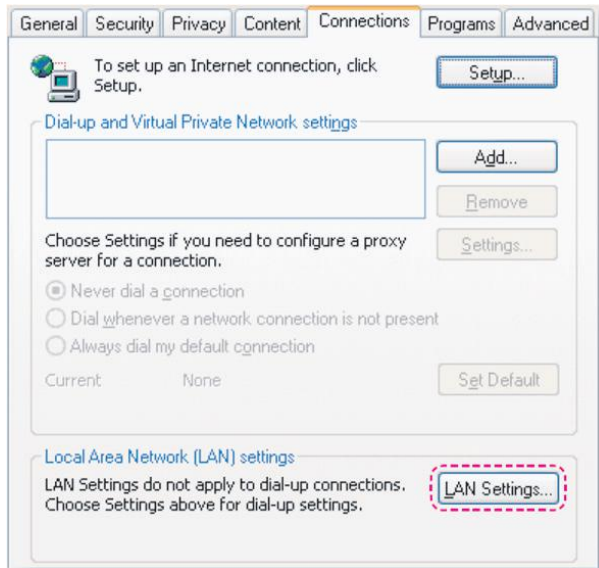 General Security Privacy Content Connections Programs Advanced
To set up an Internet connection, click
Setup.
Setup...
Dial-up and Virtual Private Network settings
Add...
Remove
Choose Settings if you need to configure a proxy
server for a connection.
Settings...
Never dial a connection
Dial whenever a network connection is not present
Always dial my default connection
Current None
Set Default
Local Area Network (LAN) settings
LAN Settings do not apply to dial-up connections.
Choose Settings above for dial-up settings.
LAN Settings...